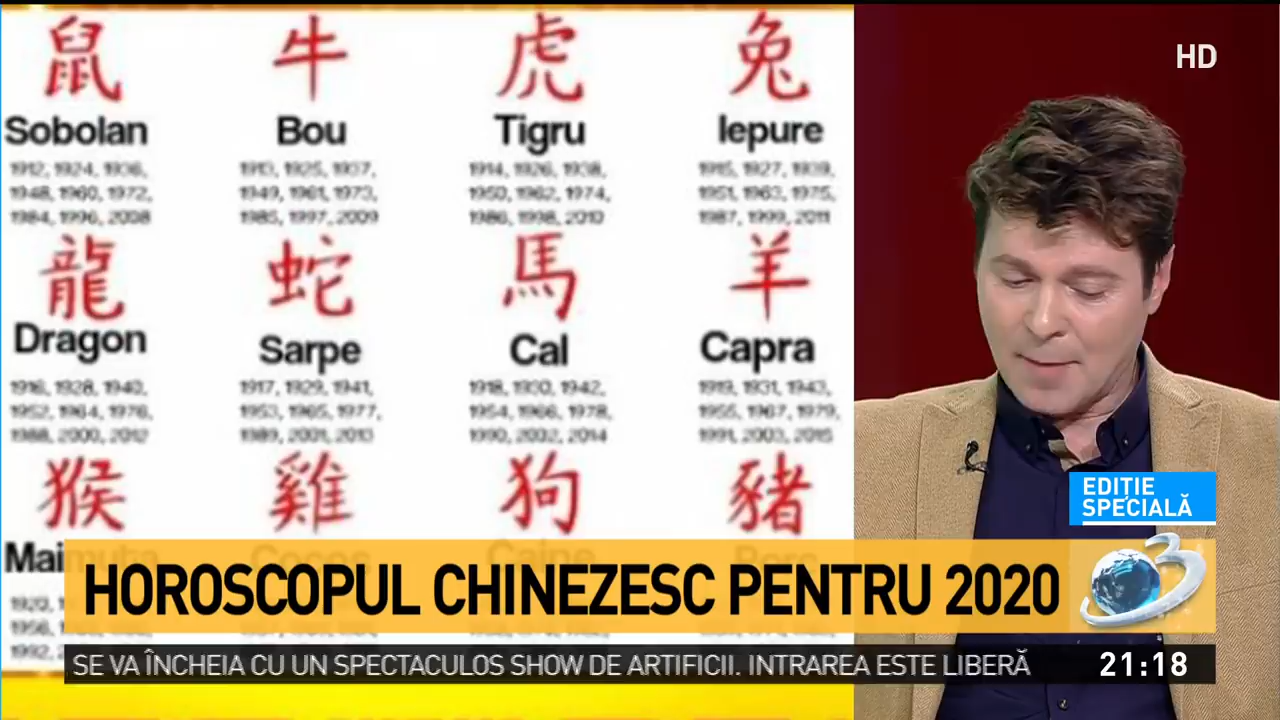 HD
鼠 牛 虎 兔
Sobolan Bou Tigru Iepure
1912, 1924, 1936, 1913, 1925, 1937, 1914, 1926, 1938, 1915, 1927, 1939,
1948, 1960, 1972, 1949, 1961, 1973, 1950, 1962, 1974, 1951, 1963, 1975,
1984, 1996, 2008 1985, 1997, 2009 1986, 1998, 2010 1987, 1999, 2011
龍 蛇 馬 羊
Dragon Sarpe Cal Capra
1916, 1928, 1940, 1917, 1929, 1941, 1918, 1930, 1942, 1919, 1931, 1943,
1952, 1964, 1976, 1953, 1965, 1977, 1954, 1966, 1978, 1955, 1967, 1979,
1988, 2000, 2012 1989, 2001, 2013 1990, 2002, 2014 1991, 2003, 2015
猴 雞 狗 豬
Maimuta Cocos Caine Porc
EDIȚIE
SPECIALĂ
HOROSCOPUL CHINEZESC PENTRU 2020
3
SE VA ÎNCHEIA CU UN SPECTACULOS SHOW DE ARTIFICII. INTRAREA ESTE LIBERĂ
21:18